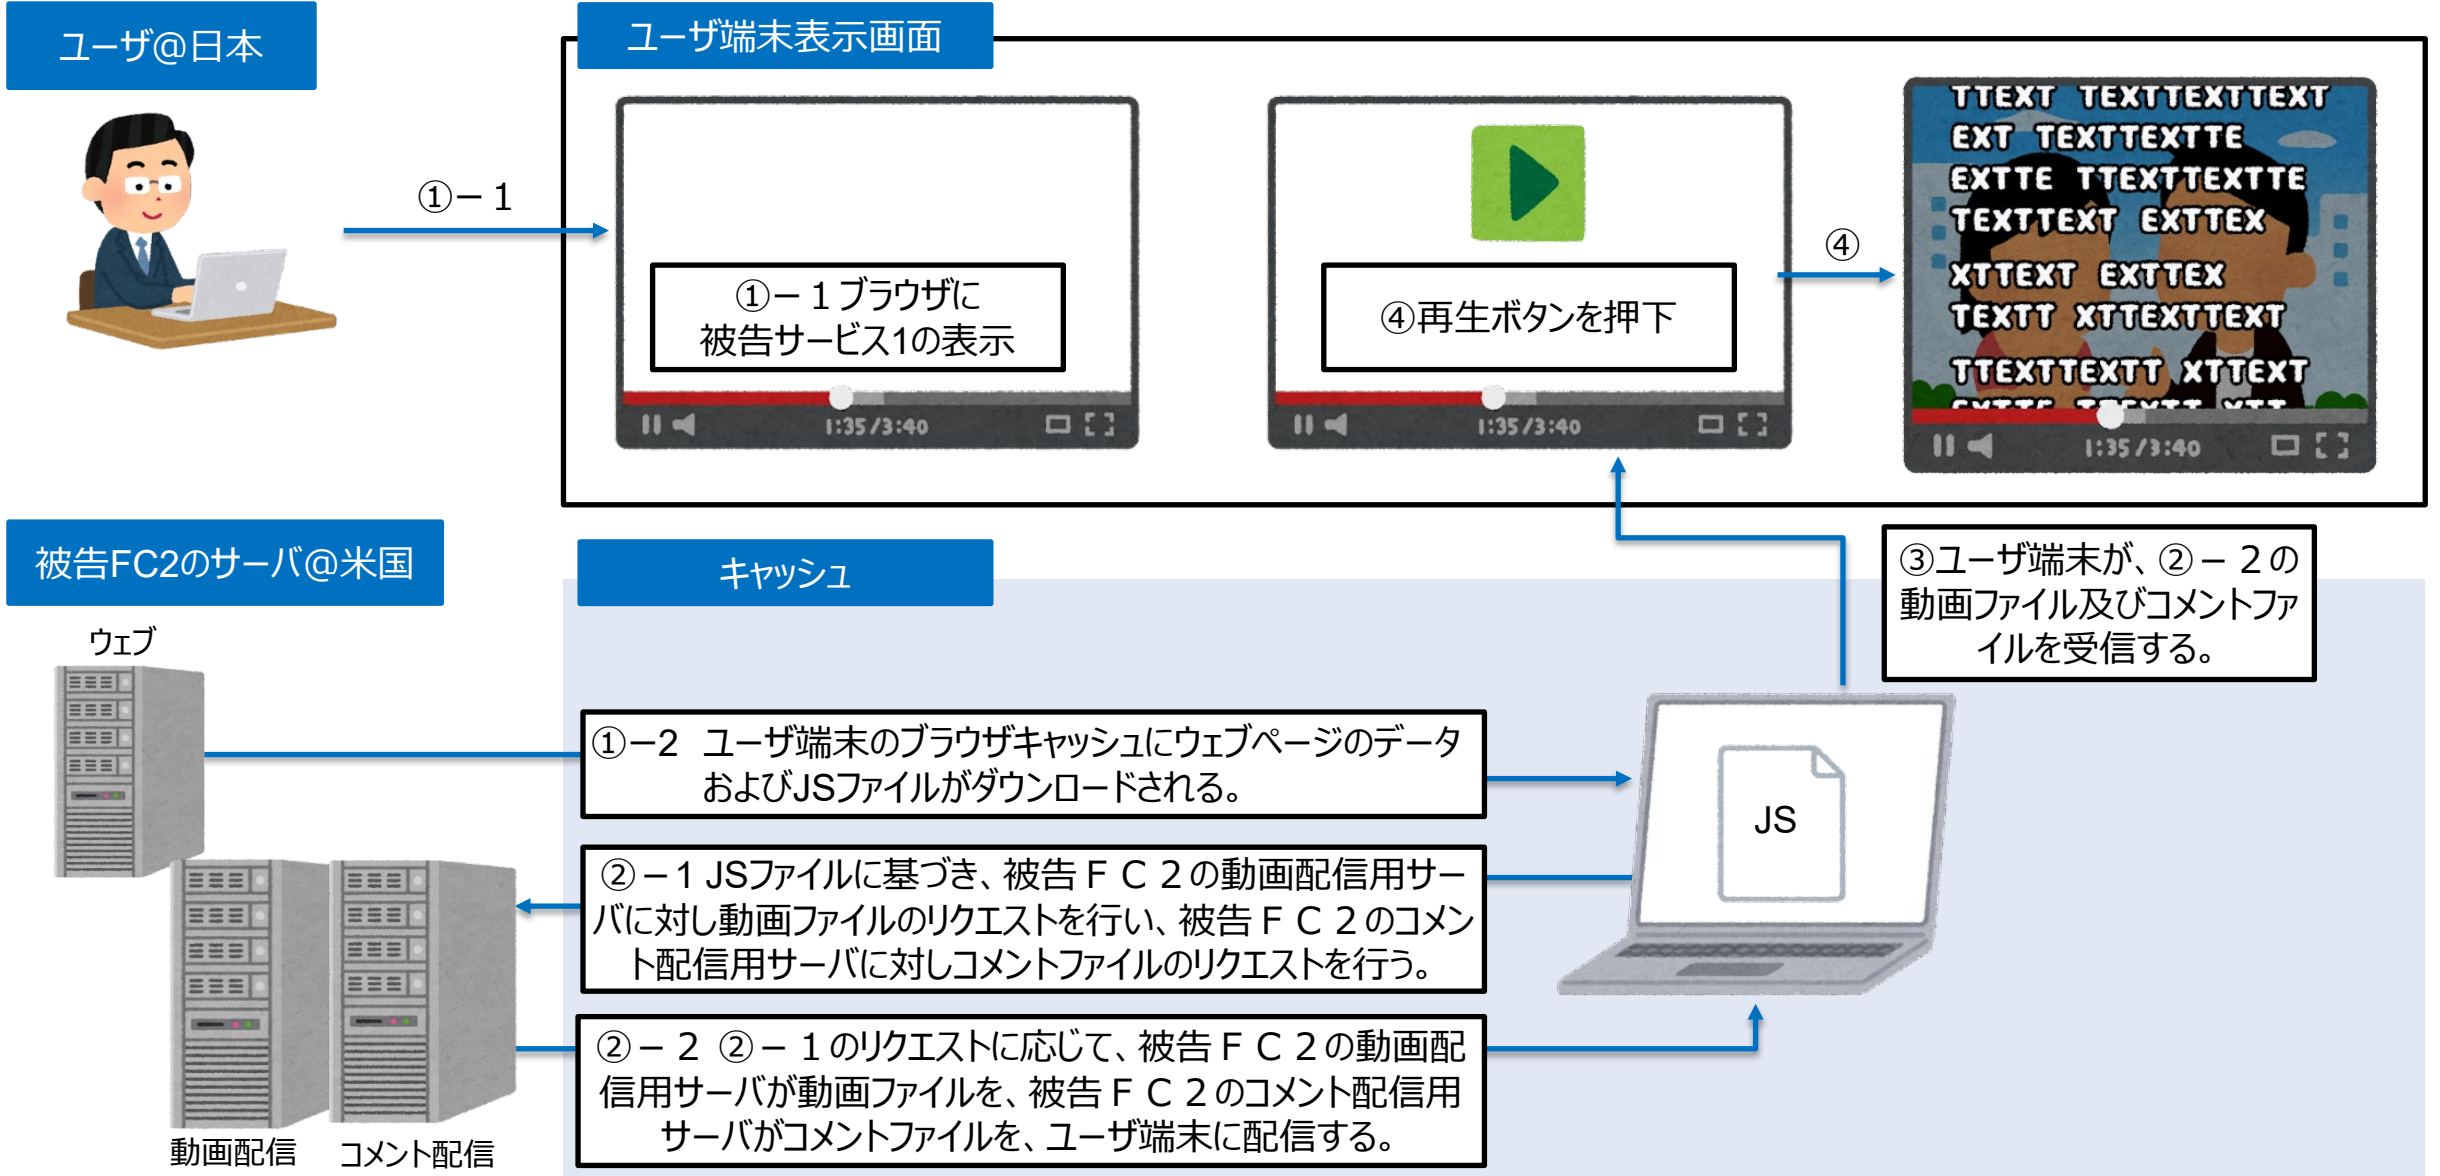 ユーザ@日本
ユーザ端末表示画面
①－１
①－１ブラウザに
被告サービス1の表示
1:35/3:40
④再生ボタンを押下
1:35/3:40
④
TTEXT TEXTTEXTTEXT
EXT TEXTTEXTTE
EXTTE TTEXTTEXTTE
TEXTTEXT EXTTEX
XTTEXT EXTTEX
TEXTT XTTEXTTEXT
TTEXTTEXTT XTTEXT
1:35/3:40
被告FC2のサーバ@米国
キャッシュ
③ユーザ端末が、②－２の
動画ファイル及びコメントファ
イルを受信する。
ウェブ
①－2　ユーザ端末のブラウザキャッシュにウェブページのデータ
およびJSファイルがダウンロードされる。
JS
②－1 JSファイルに基づき、被告ＦＣ２の動画配信用サー
バに対し動画ファイルのリクエストを行い、被告ＦＣ２のコメン
ト配信用サーバに対しコメントファイルのリクエストを行う。
②－２ ②－１のリクエストに応じて、被告ＦＣ２の動画配
信用サーバが動画ファイルを、被告ＦＣ２のコメント配信用
サーバがコメントファイルを、ユーザ端末に配信する。
動画配信
コメント配信